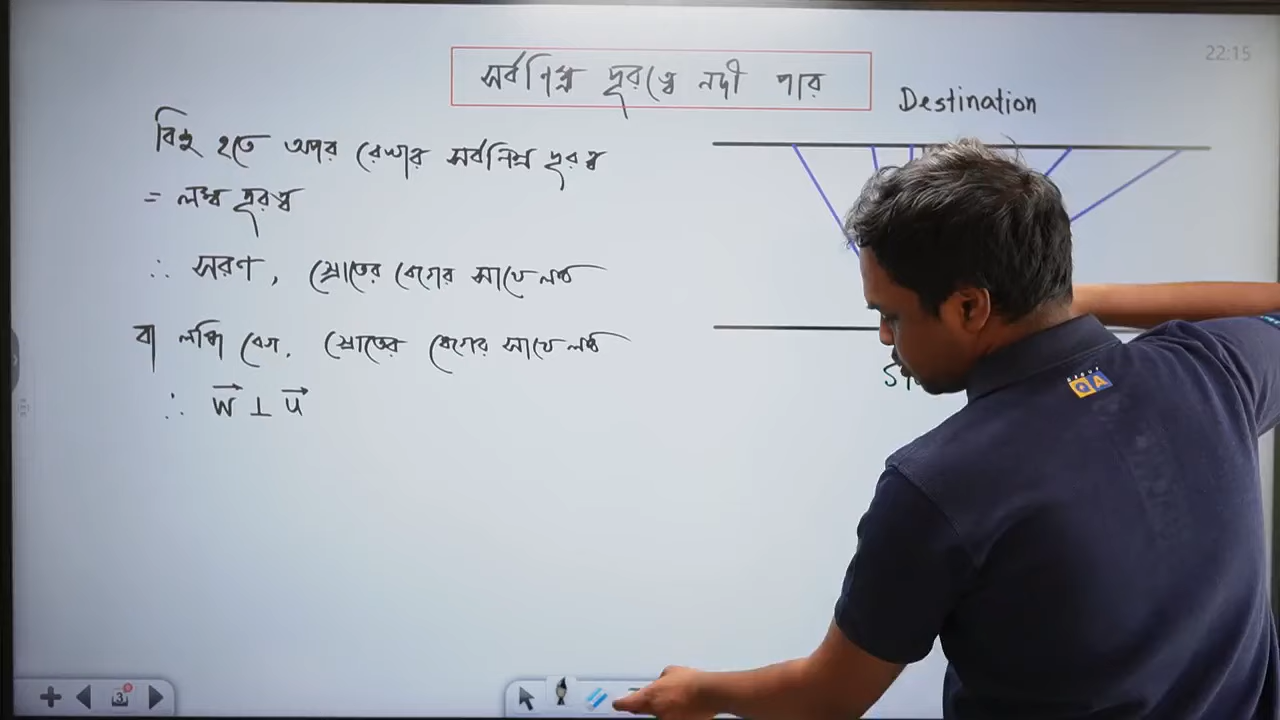 22:15
সর্বনিম্ন দূরত্বে নদী পার
Destination
বিন্দু হতে অপর রেখার সর্বনিম্ন দূরত্ব
= লম্ব দূরত্ব
∴ সরণ, স্রোতের বেগের সাথে লম্ব
বা লব্ধি বেগ, স্রোতের বেগের সাথে লম্ব
∴ w⃗ ⊥ u⃗
QA
3